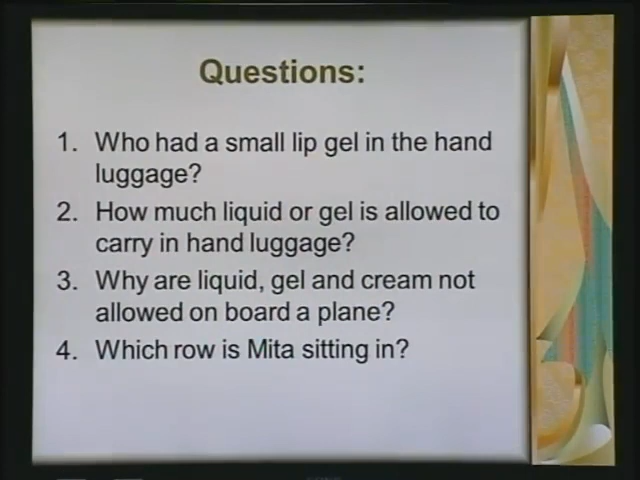 Questions:
1. Who had a small lip gel in the hand
luggage?
2. How much liquid or gel is allowed to
carry in hand luggage?
3. Why are liquid, gel and cream not
allowed on board a plane?
4. Which row is Mita sitting in?